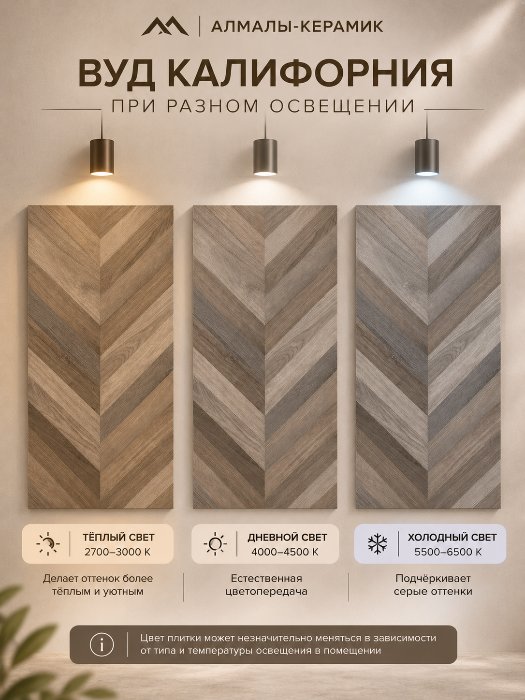 АЛМАЛЫ-КЕРАМИК
ВУД КАЛИФОРНИЯ
ПРИ РАЗНОМ ОСВЕЩЕНИИ
ТЁПЛЫЙ СВЕТ
2700–3000 К
Делает оттенок более
тёплым и уютным
ДНЕВНОЙ СВЕТ
4000–4500 К
Естественная
цветопередача
ХОЛОДНЫЙ СВЕТ
5500–6500 К
Подчёркивает
серые оттенки
i
Цвет плитки может незначительно меняться в зависимости
от типа и температуры освещения в помещении